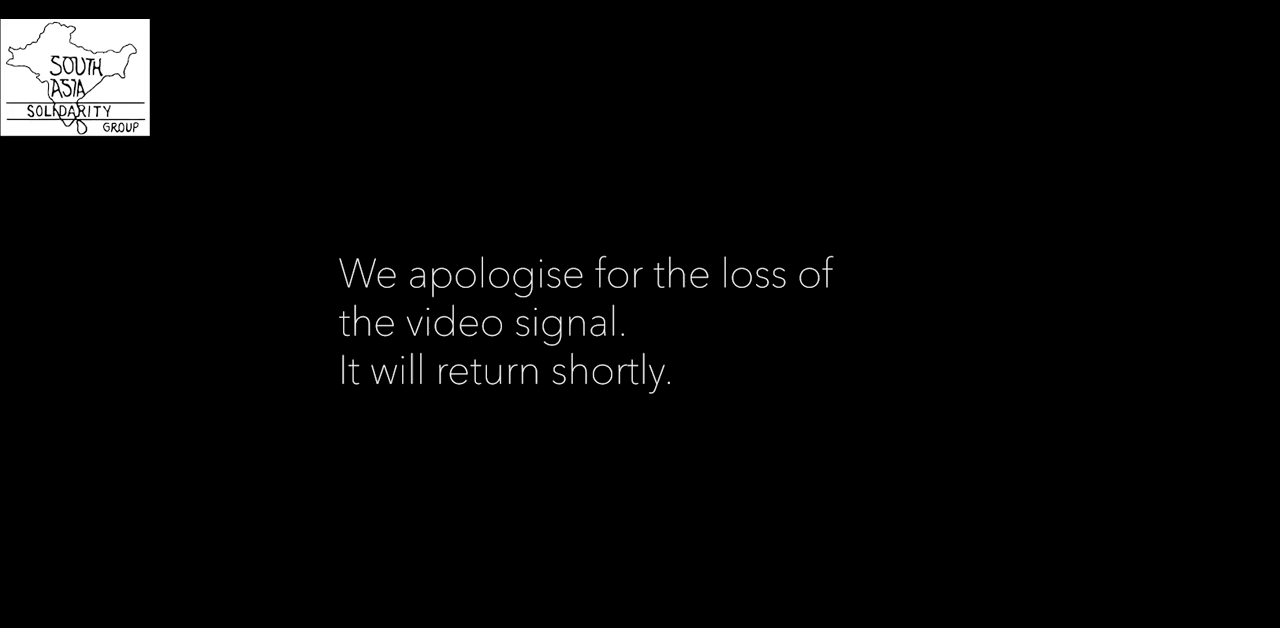 SOUTH
ASIA
SOLIDARITY
GROUP
We apologise for the loss of
the video signal.
It will return shortly.